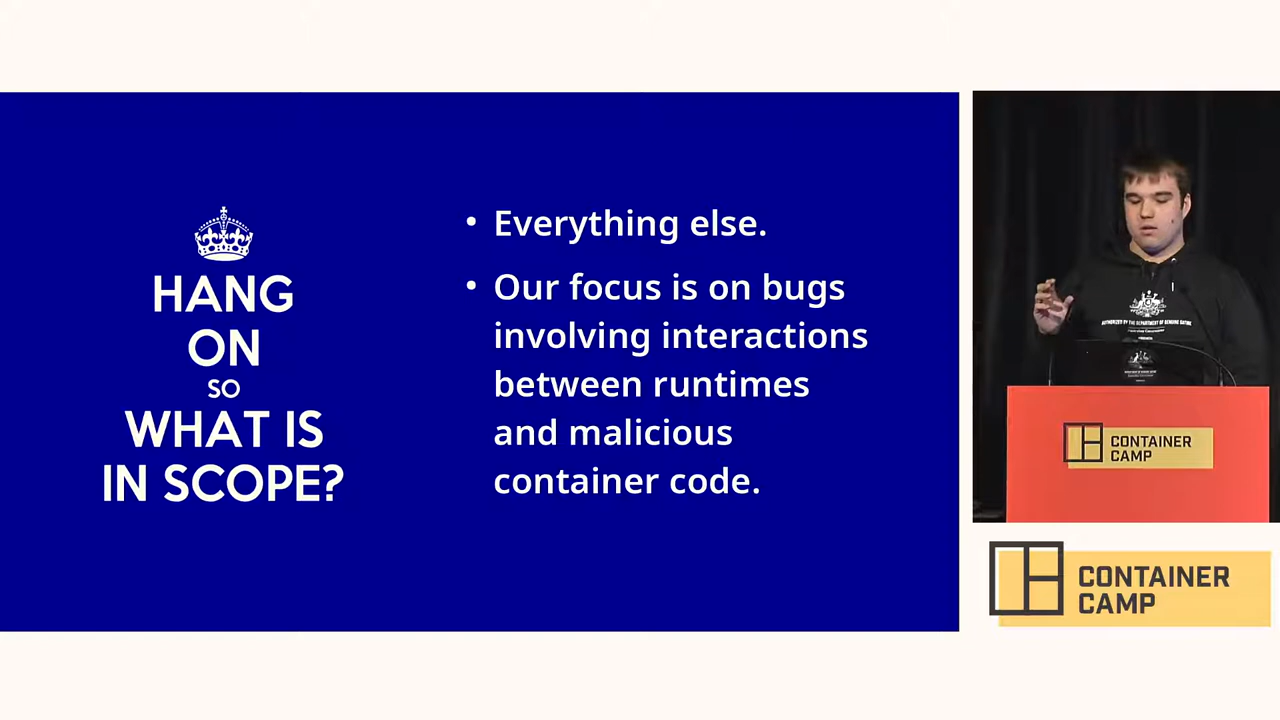 HANG
ON
SO
WHAT IS
IN SCOPE?
• Everything else.
• Our focus is on bugs
involving interactions
between runtimes
and malicious
container code.
CONTAINER
CAMP
CONTAINER
CAMP